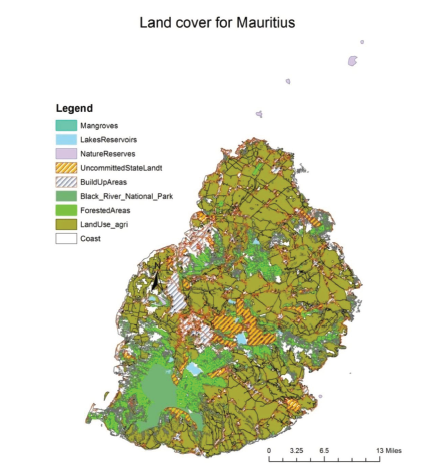 Land cover for Mauritius
Legend
Mangroves
LakesReservoirs
NatureReserves
UncommittedStateLandt
BuildUpAreas
Black_River_National_Park
ForestedAreas
LandUse_agri
Coast
0 3.25 6.5 13 Miles